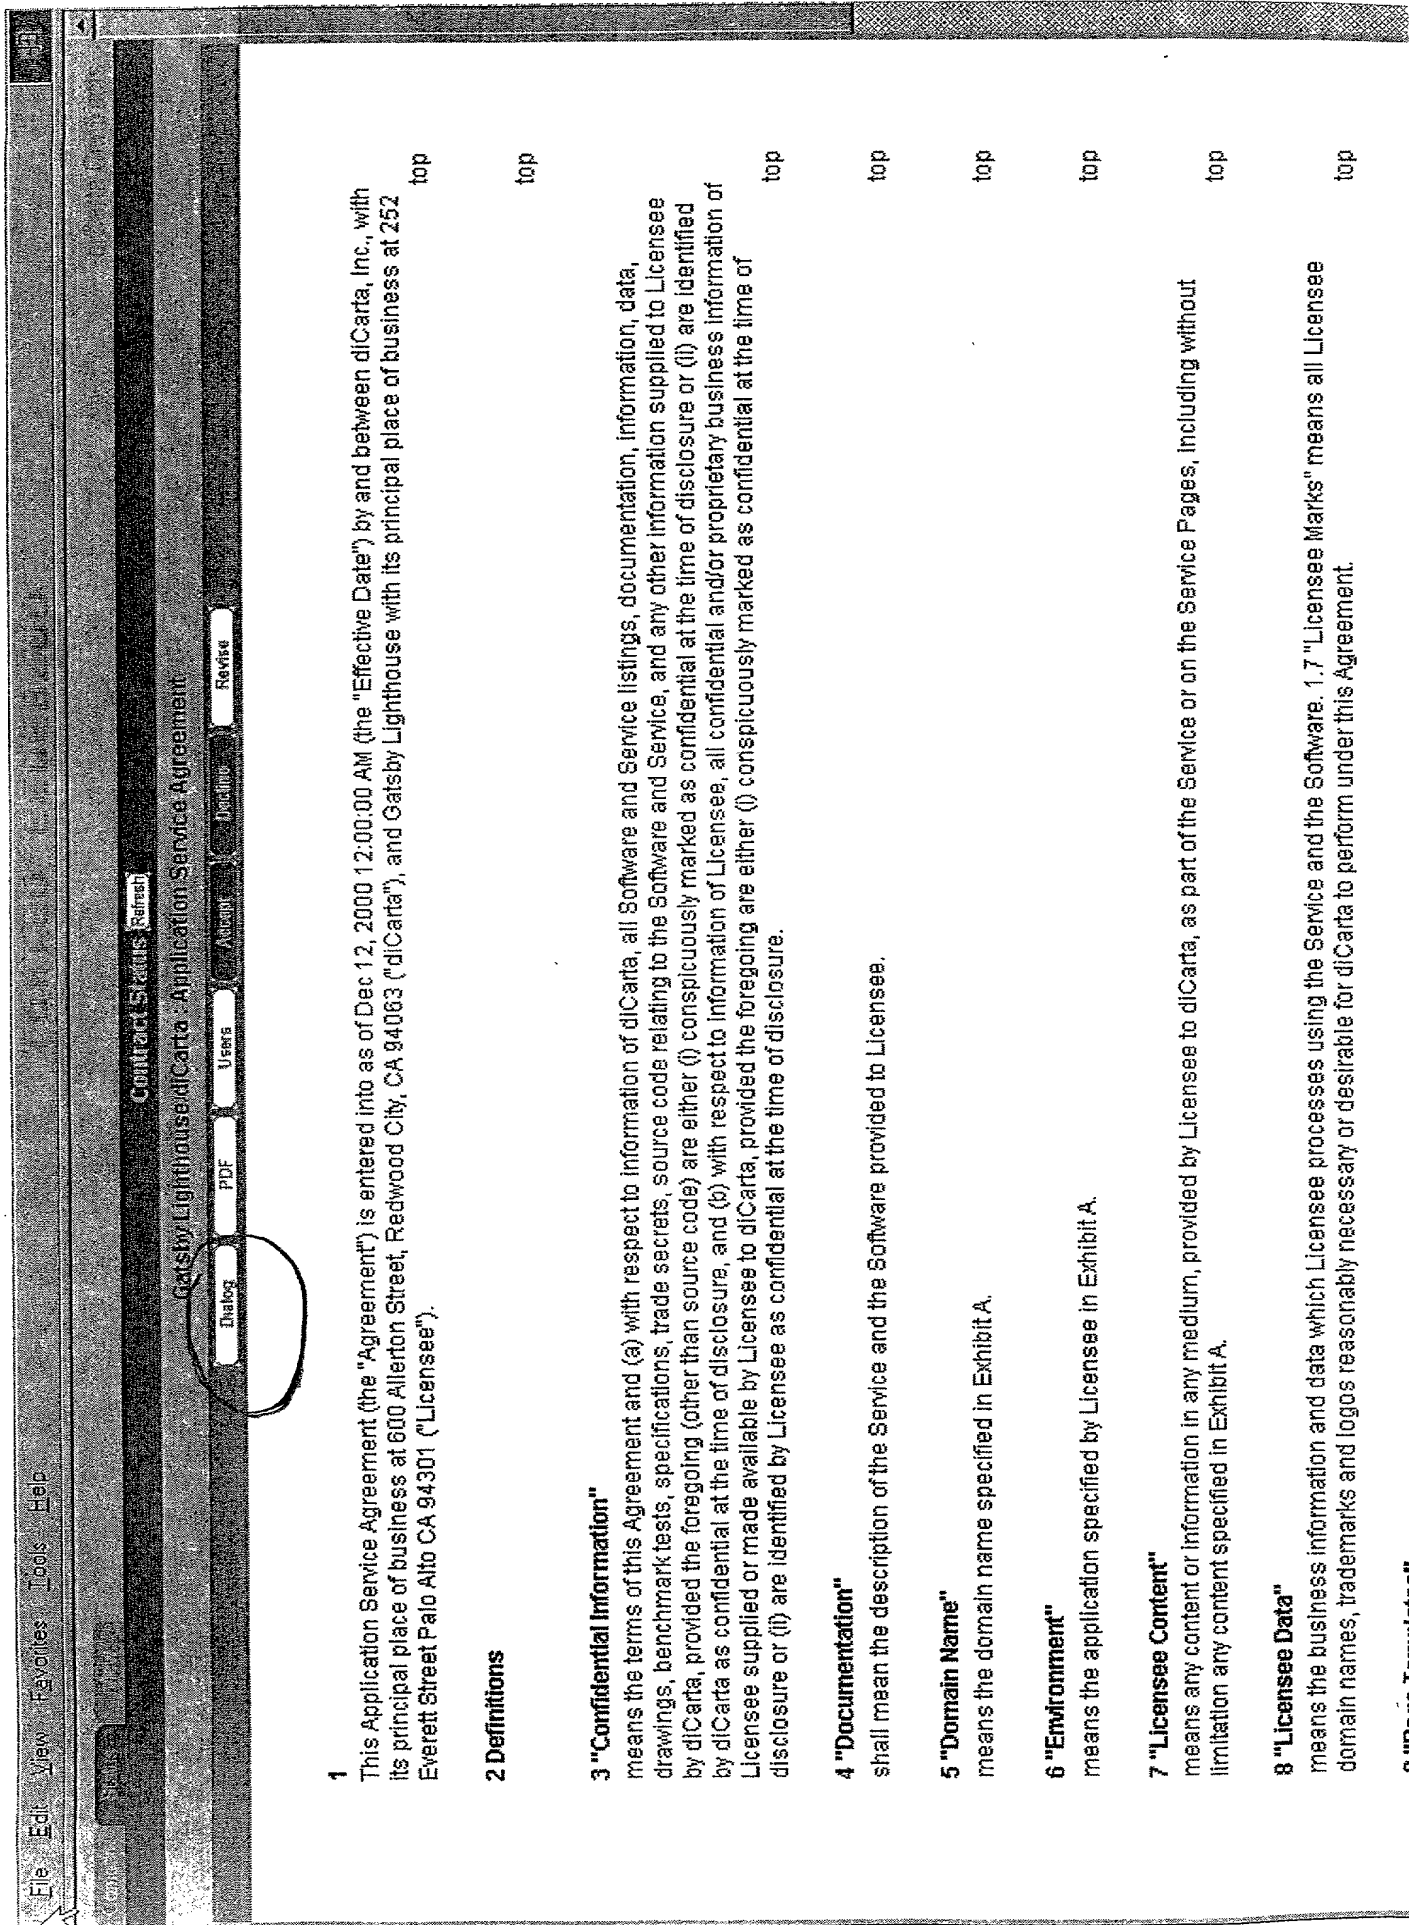 File Edit View Favorites Tools Help
Status
Contract Status Refresh
Gatsby Lighthouse/diCarta : Application Service Agreement
Dialog PDF Users Accept Decline Revise
1
This Application Service Agreement (the "Agreement") is entered into as of Dec 12, 2000 12:00:00 AM (the "Effective Date") by and between diCarta, Inc., with
its principal place of business at 600 Allerton Street, Redwood City, CA 94063 ("diCarta"), and Gatsby Lighthouse with its principal place of business at 252
Everett Street Palo Alto CA 94301 ("Licensee").
top
2 Definitions
top
3 "Confidential Information"
means the terms of this Agreement and (a) with respect to information of diCarta, all Software and Service listings, documentation, information, data,
drawings, benchmark tests, specifications, trade secrets, source code relating to the Software and Service, and any other information supplied to Licensee
by diCarta, provided the foregoing (other than source code) are either (i) conspicuously marked as confidential at the time of disclosure or (ii) are identified
by diCarta as confidential at the time of disclosure, and (b) with respect to information of Licensee, all confidential and/or proprietary business information of
Licensee supplied or made available by Licensee to diCarta, provided the foregoing are either (i) conspicuously marked as confidential at the time of
disclosure or (ii) are identified by Licensee as confidential at the time of disclosure.
top
4 "Documentation"
shall mean the description of the Service and the Software provided to Licensee.
top
5 "Domain Name"
means the domain name specified in Exhibit A.
top
6 "Environment"
means the application specified by Licensee in Exhibit A.
top
7 "Licensee Content"
means any content or information in any medium, provided by Licensee to diCarta, as part of the Service or on the Service Pages, including without
limitation any content specified in Exhibit A.
top
8 "Licensee Data"
means the business information and data which Licensee processes using the Service and the Software. 1.7 "Licensee Marks" means all Licensee
domain names, trademarks and logos reasonably necessary or desirable for diCarta to perform under this Agreement.
top